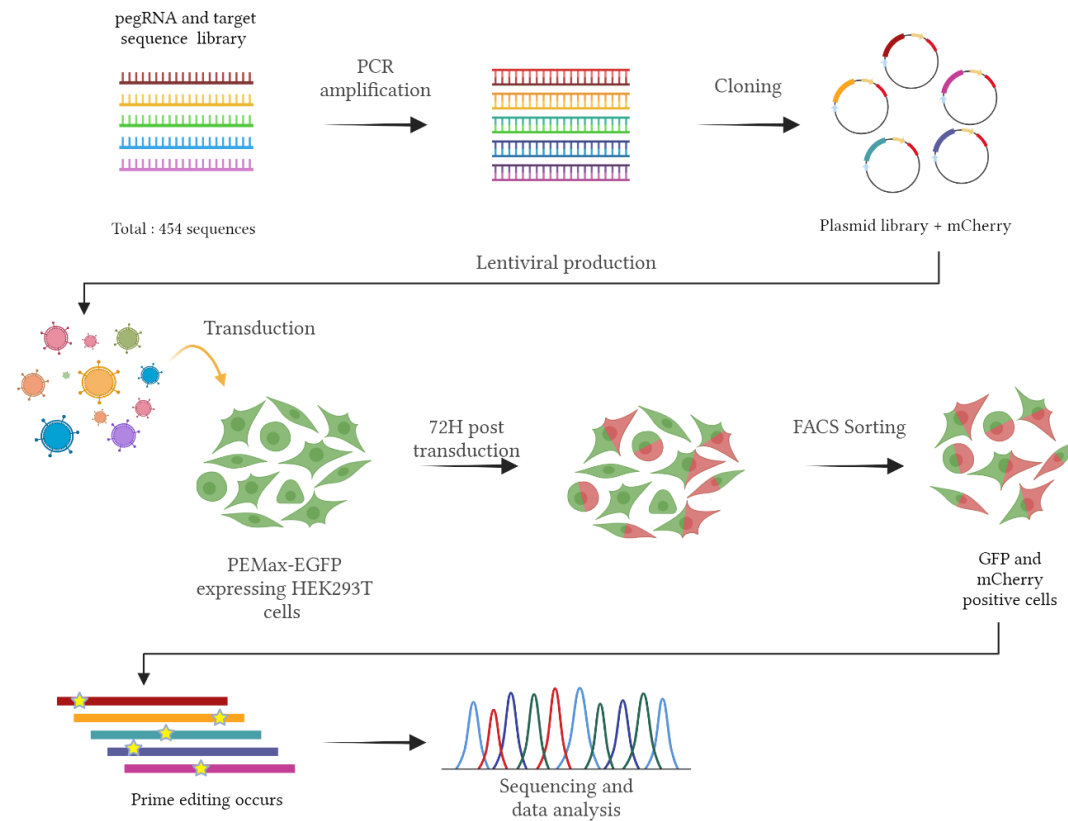 pegRNA and target
sequence library
PCR
amplification
Cloning
Total : 454 sequences
Plasmid library + mCherry
Lentiviral production
Transduction
72H post
transduction
FACS Sorting
PEMax-EGFP
expressing HEK293T
cells
GFP and
mCherry
positive cells
Prime editing occurs
Sequencing and
data analysis